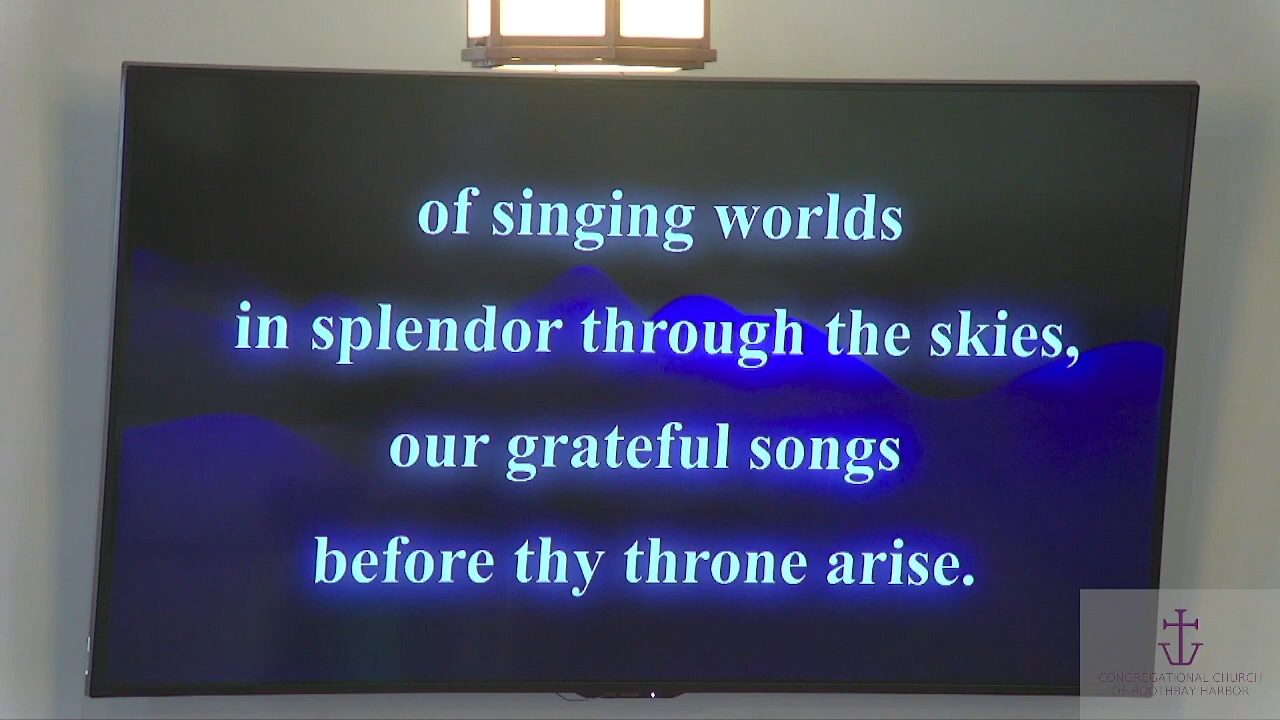 of singing worlds
in splendor through the skies,
our grateful songs
before thy throne arise.
CONGREGATIONAL CHURCH
OF BOOTHBAY HARBOR